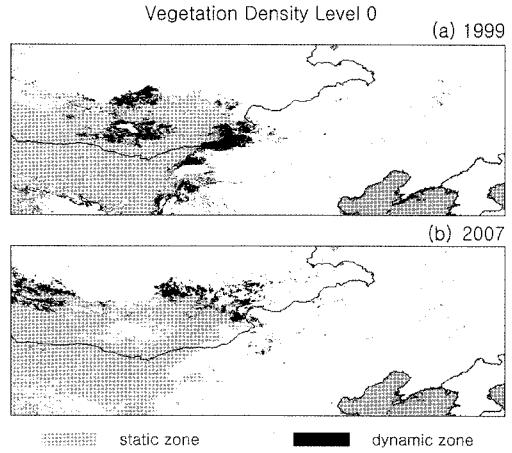 Vegetation Density Level 0
(a) 1999
(b) 2007
static zone
dynamic zone